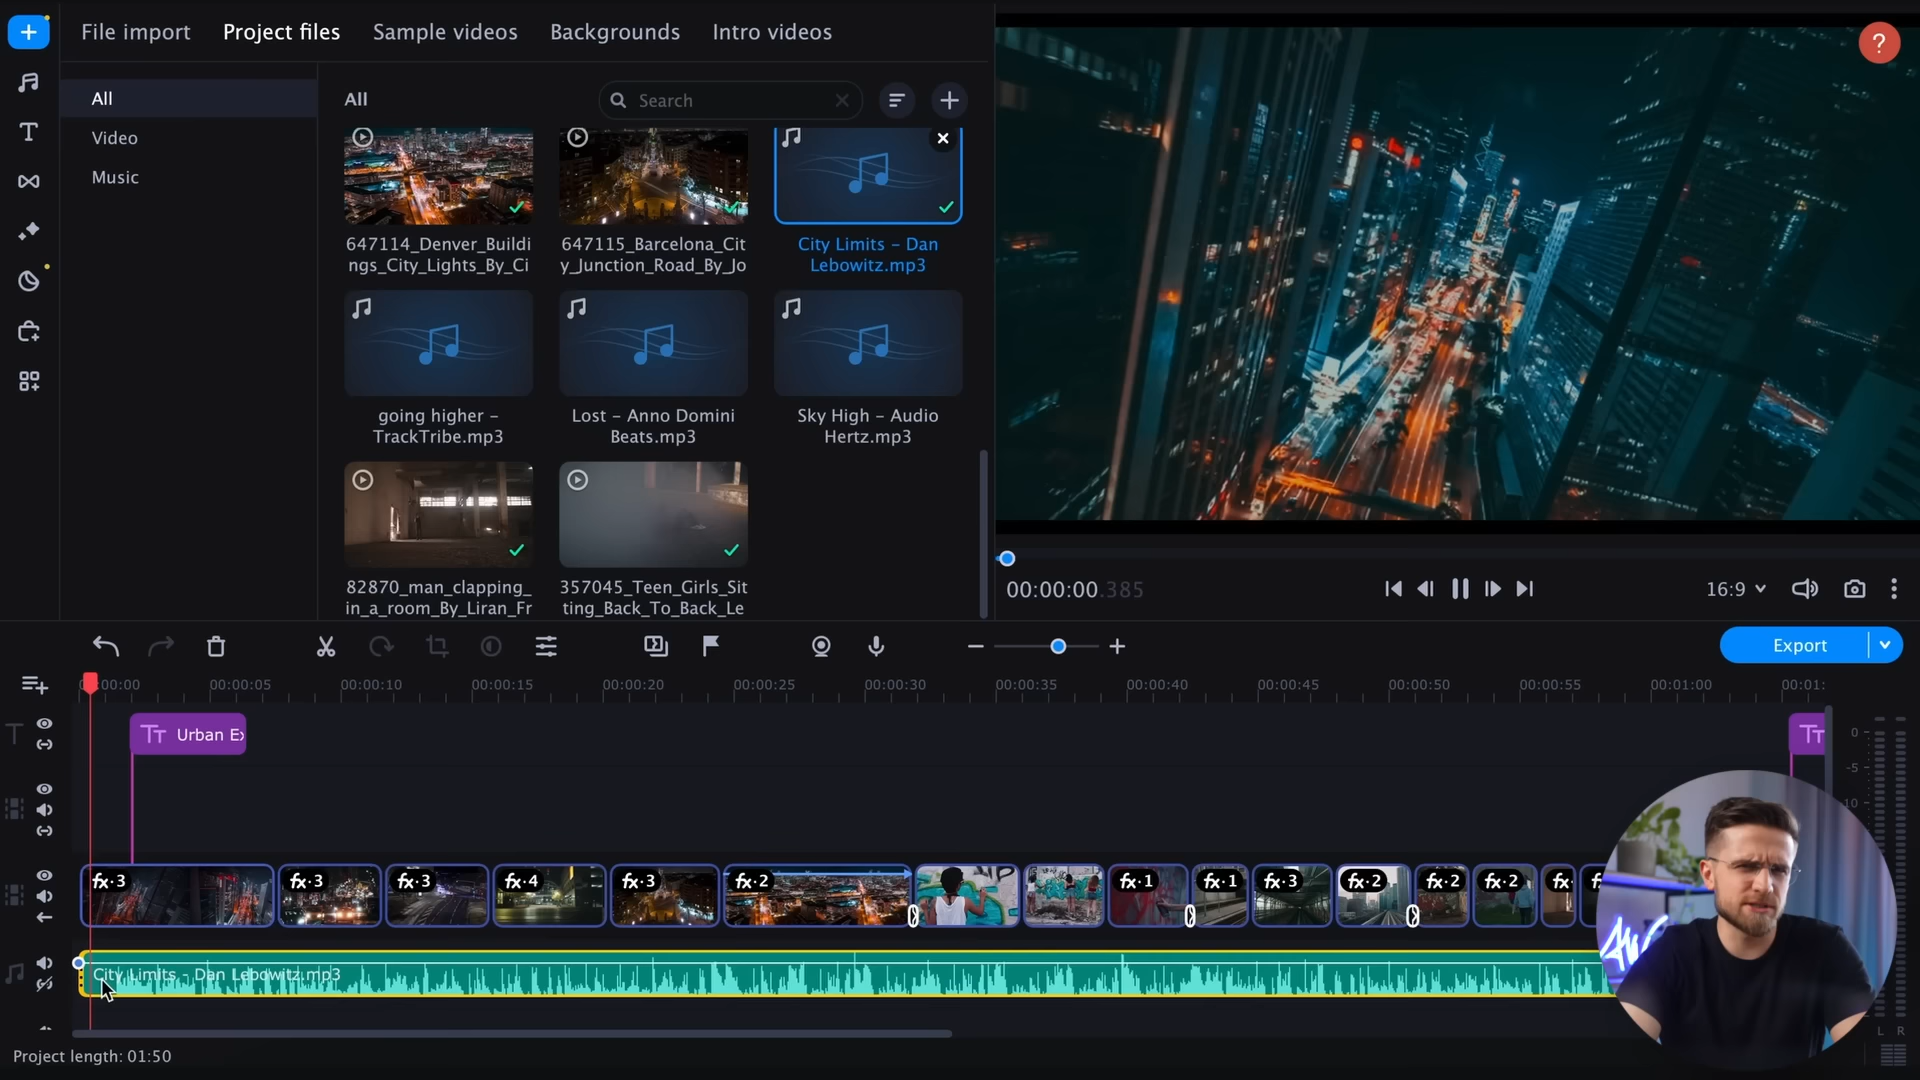 File import
Project files
Sample videos
Backgrounds
Intro videos
?
All
Video
Music
All
Search
647114_Denver_Buildi
ngs_City_Lights_By_Ci
647115_Barcelona_Cit
y_Junction_Road_By_Jo
City Limits - Dan
Lebowitz.mp3
going higher -
TrackTribe.mp3
Lost - Anno Domini
Beats.mp3
Sky High - Audio
Hertz.mp3
82870_man_clapping_
in_a_room_By_Liran_Fr
357045_Teen_Girls_Sit
ting_Back_To_Back_Le
00:00:00.385
16:9
Export
:00:00
00:00:05
00:00:10
00:00:15
00:00:20
00:00:25
00:00:30
00:00:35
00:00:40
00:00:45
00:00:50
00:00:55
00:01:00
00:01:
Urban Ex
0
-5
-10
fx·3
fx·3
fx·3
fx·4
fx·3
fx·2
fx·1
fx·1
fx·3
fx·2
fx·2
fx·2
fx·
City Limits - Dan Lebowitz.mp3
L R
Project length: 01:50